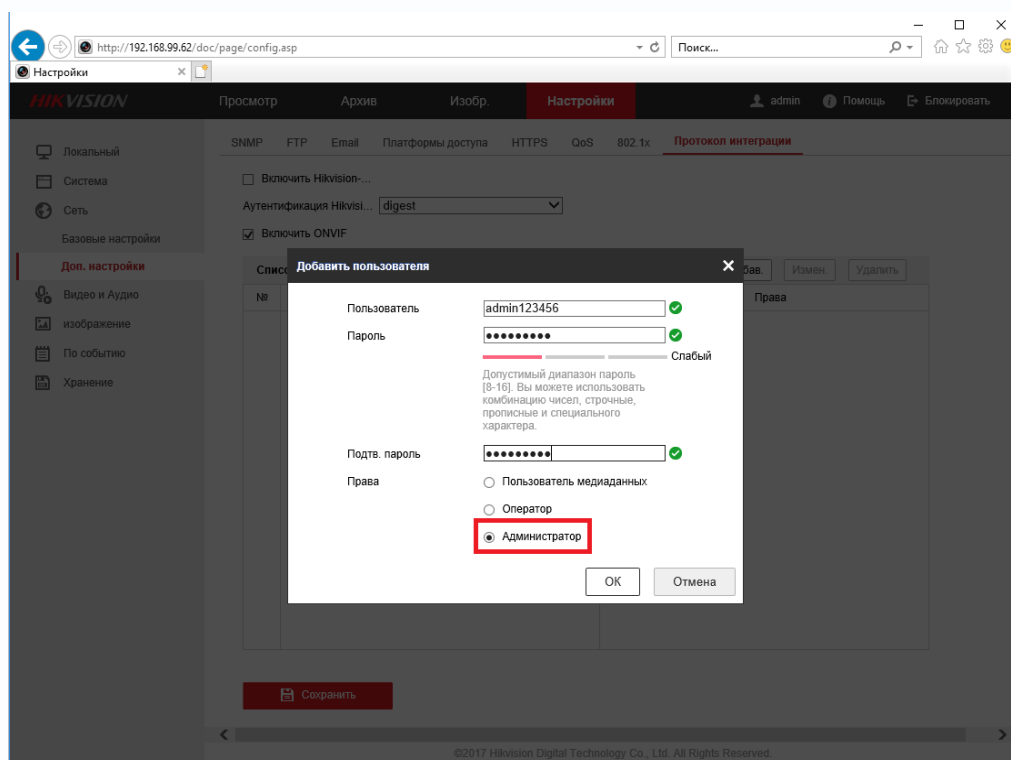 http://192.168.99.62/doc/page/config.asp
Поиск...
Настройки
HIKVISION
Просмотр
Архив
Изобр.
Настройки
admin
Помощь
Блокировать
SNMP
FTP
Email
Платформы доступа
HTTPS
QoS
802.1x
Протокол интеграции
Локальный
Система
Сеть
Базовые настройки
Доп. настройки
Видео и Аудио
изображение
По событию
Хранение
Включить Hikvision-...
Аутентификация Hikvisi...
digest
Включить ONVIF
Измен.
Удалить
№
Права
Добавить пользователя
Пользователь
admin123456
Пароль
Слабый
Допустимый диапазон пароль
[8-16]. Вы можете использовать
комбинацию чисел, строчные,
прописные и специального
характера.
Подтв. пароль
Права
Пользователь медиаданных
Оператор
Администратор
ОК
Отмена
Сохранить
©2017 Hikvision Digital Technology Co., Ltd. All Rights Reserved.